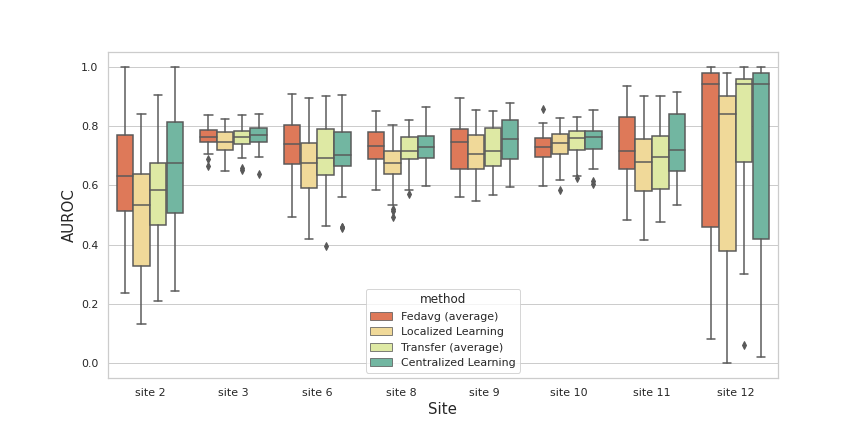 1.0
0.8
0.6
0.4
0.2
0.0
AUROC
method
Fedavg (average)
Localized Learning
Transfer (average)
Centralized Learning
site 2 site 3 site 6 site 8 site 9 site 10 site 11 site 12
Site